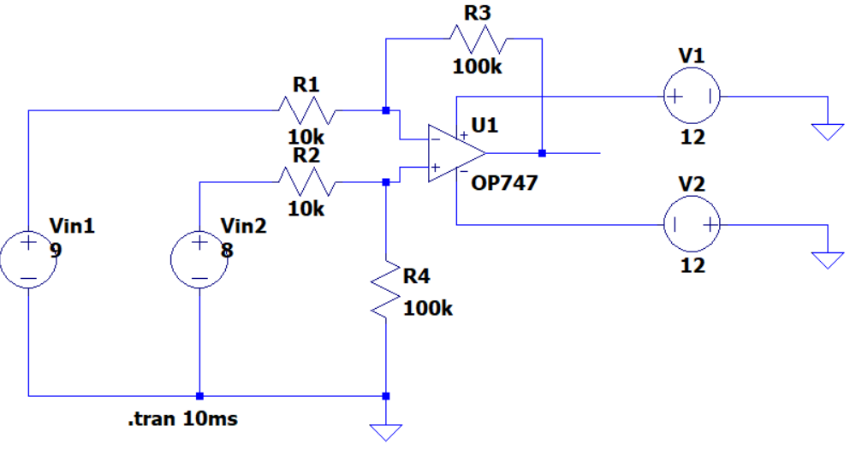 R3
100k
V1
R1
10k
U1
12
R2
10k
OP747
V2
Vin1
9
Vin2
8
12
R4
100k
.tran 10ms